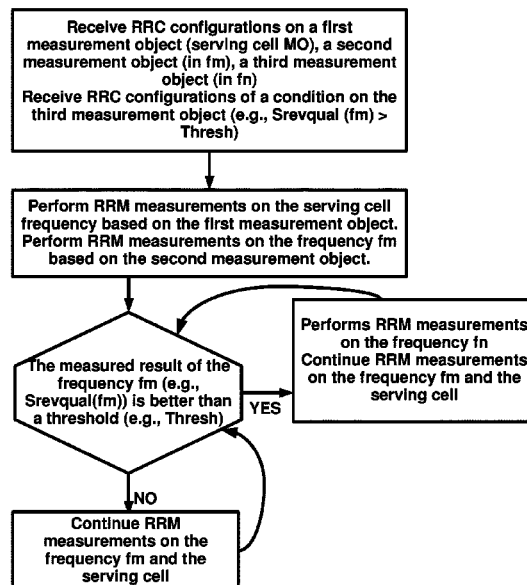 Receive RRC configurations on a first
measurement object (serving cell MO), a second
measurement object (in fm), a third measurement
object (in fn)
Receive RRC configurations of a condition on the
third measurement object (e.g., Srevqual (fm) >
Thresh)
Perform RRM measurements on the serving cell
frequency based on the first measurement object.
Perform RRM measurements on the frequency fm
based on the second measurement object.
The measured result of the
frequency fm (e.g.,
Srevqual(fm)) is better than
a threshold (e.g., Thresh)
YES
Performs RRM measurements
on the frequency fn
Continue RRM measurements
on the frequency fm and the
serving cell
NO
Continue RRM
measurements on the
frequency fm and the
serving cell